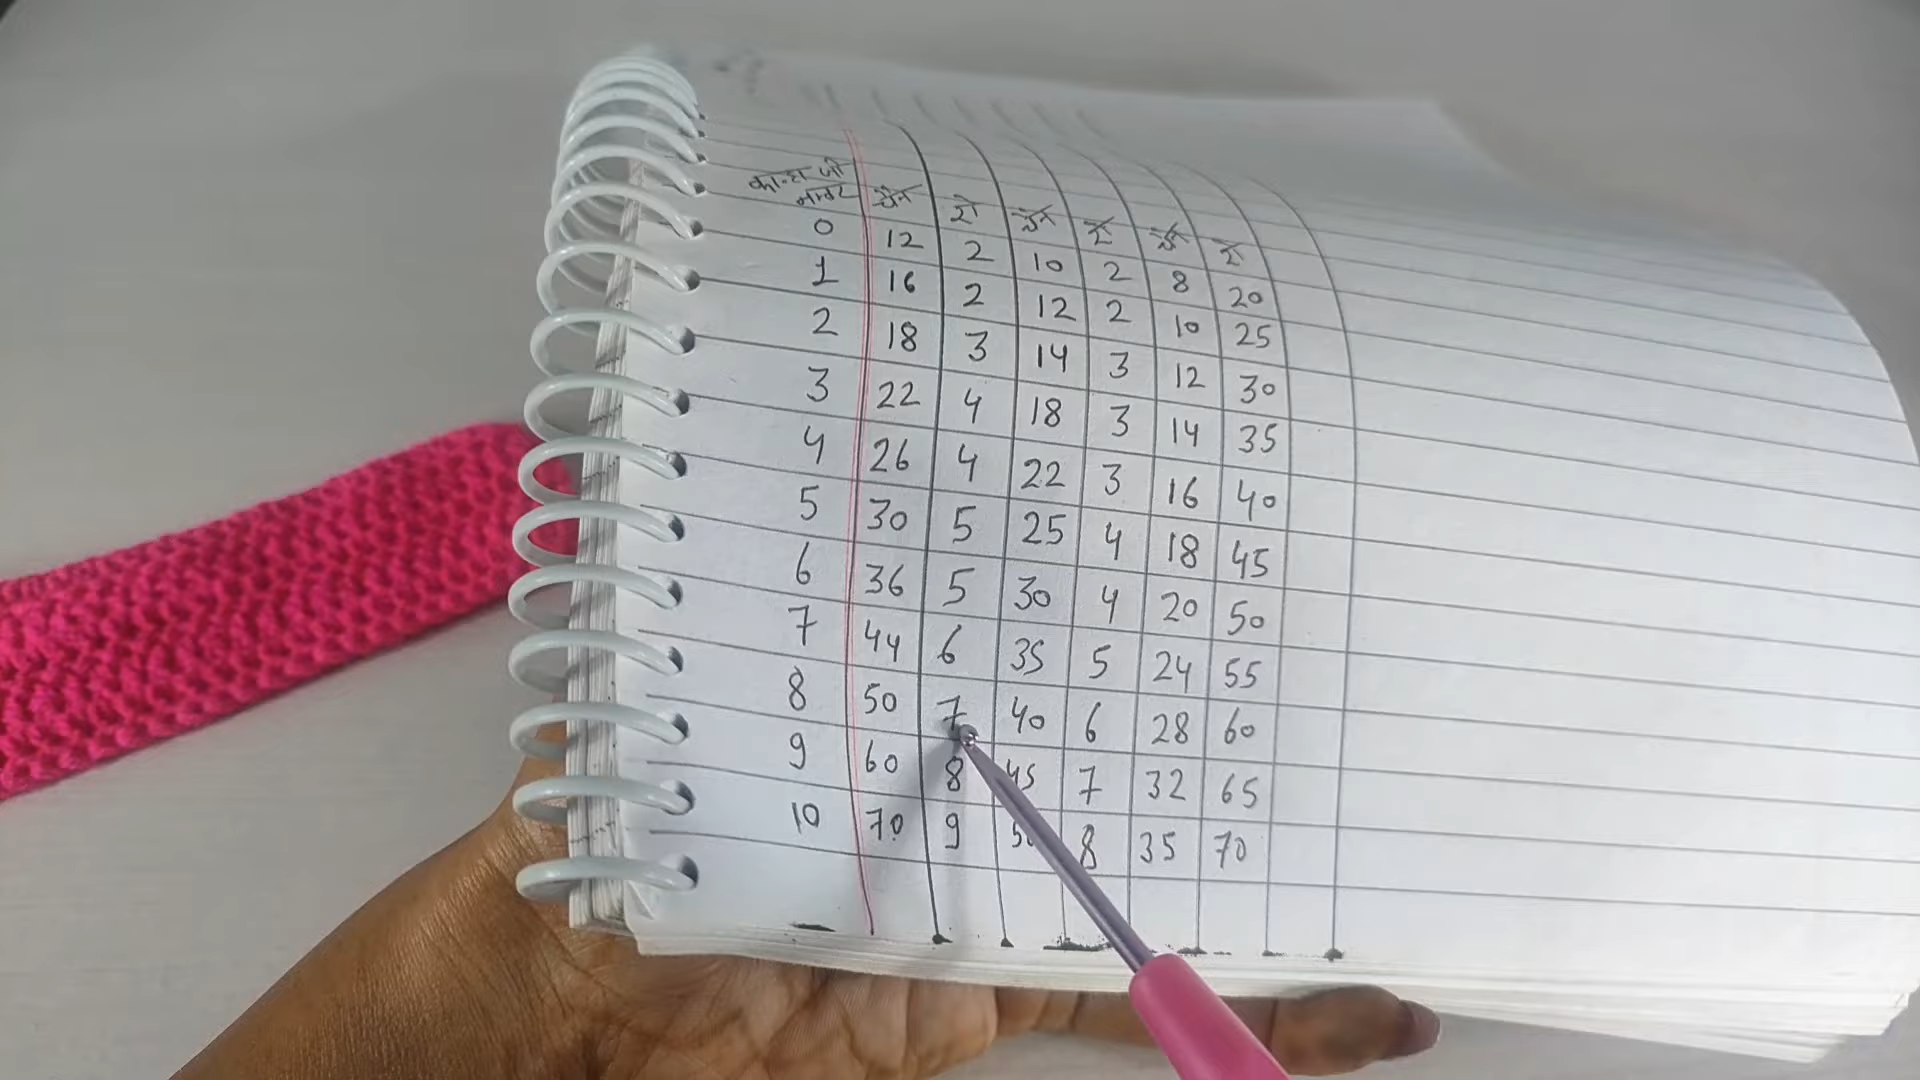 कान्हा जी
नम्बर चैन रो चैन रो चैन रो
0 12 2 10 2 8 20
1 16 2 12 2 10 25
2 18 3 14 3 12 30
3 22 4 18 3 14 35
4 26 4 22 3 16 40
5 30 5 25 4 18 45
6 36 5 30 4 20 50
7 44 6 35 5 24 55
8 50 7 40 6 28 60
9 60 8 45 7 32 65
10 70 9 50 8 35 70